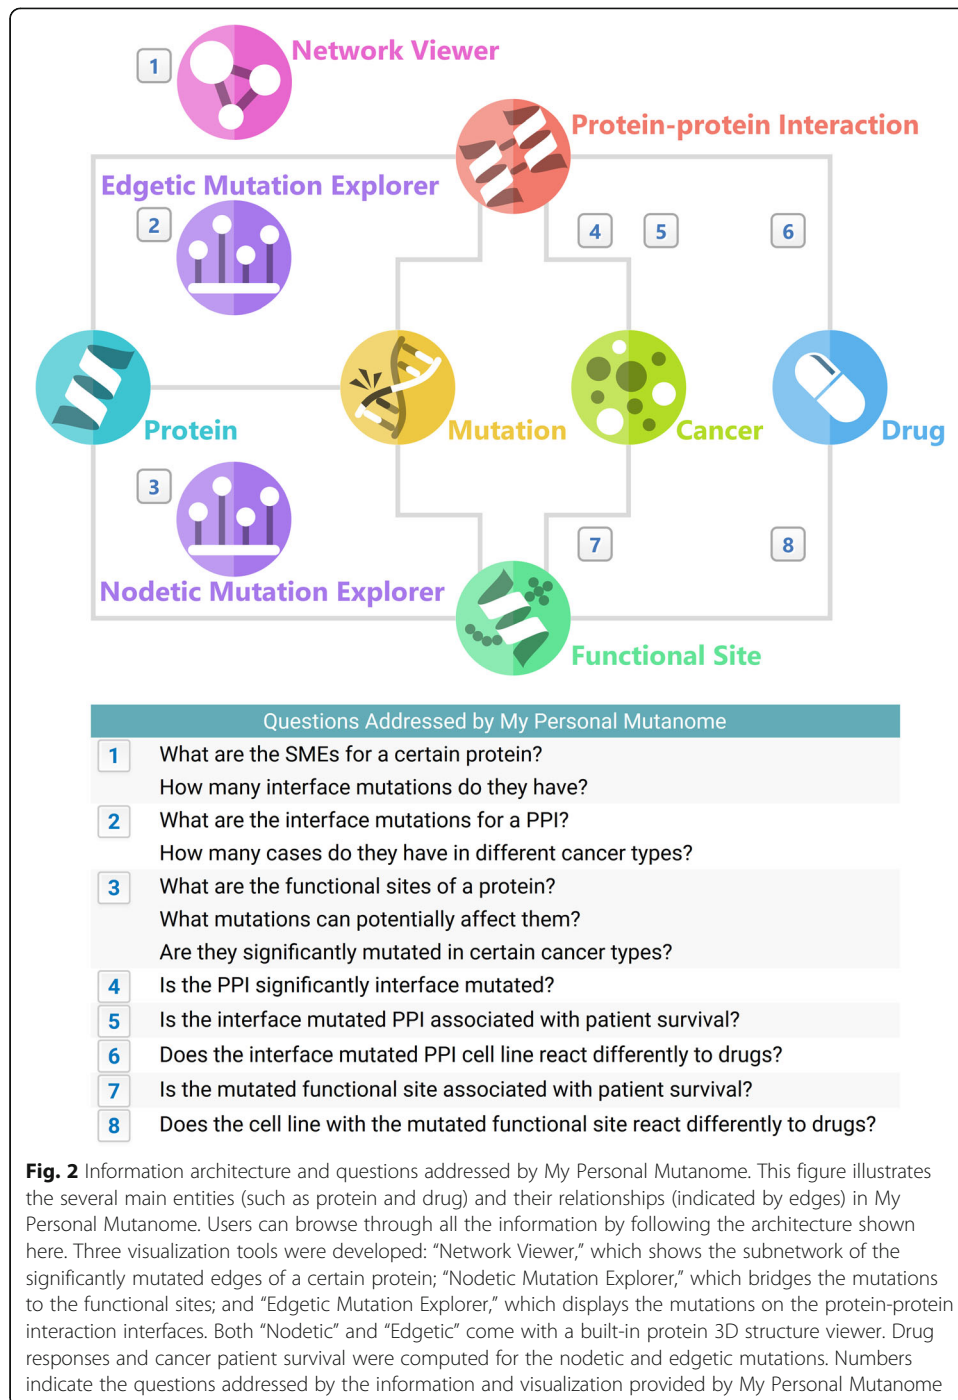 Network Viewer
1
Protein-protein Interaction
Edgetic Mutation Explorer
2
4
5
6
Protein
Mutation
Cancer
Drug
3
7
8
Nodetic Mutation Explorer
Functional Site
Questions Addressed by My Personal Mutanome
1 What are the SMEs for a certain protein?
How many interface mutations do they have?
2 What are the interface mutations for a PPI?
How many cases do they have in different cancer types?
3 What are the functional sites of a protein?
What mutations can potentially affect them?
Are they significantly mutated in certain cancer types?
4 Is the PPI significantly interface mutated?
5 Is the interface mutated PPI associated with patient survival?
6 Does the interface mutated PPI cell line react differently to drugs?
7 Is the mutated functional site associated with patient survival?
8 Does the cell line with the mutated functional site react differently to drugs?
Fig. 2 Information architecture and questions addressed by My Personal Mutanome. This figure illustrates
the several main entities (such as protein and drug) and their relationships (indicated by edges) in My
Personal Mutanome. Users can browse through all the information by following the architecture shown
here. Three visualization tools were developed: “Network Viewer,” which shows the subnetwork of the
significantly mutated edges of a certain protein; “Nodetic Mutation Explorer,” which bridges the mutations
to the functional sites; and “Edgetic Mutation Explorer,” which displays the mutations on the protein-protein
interaction interfaces. Both “Nodetic” and “Edgetic” come with a built-in protein 3D structure viewer. Drug
responses and cancer patient survival were computed for the nodetic and edgetic mutations. Numbers
indicate the questions addressed by the information and visualization provided by My Personal Mutanome